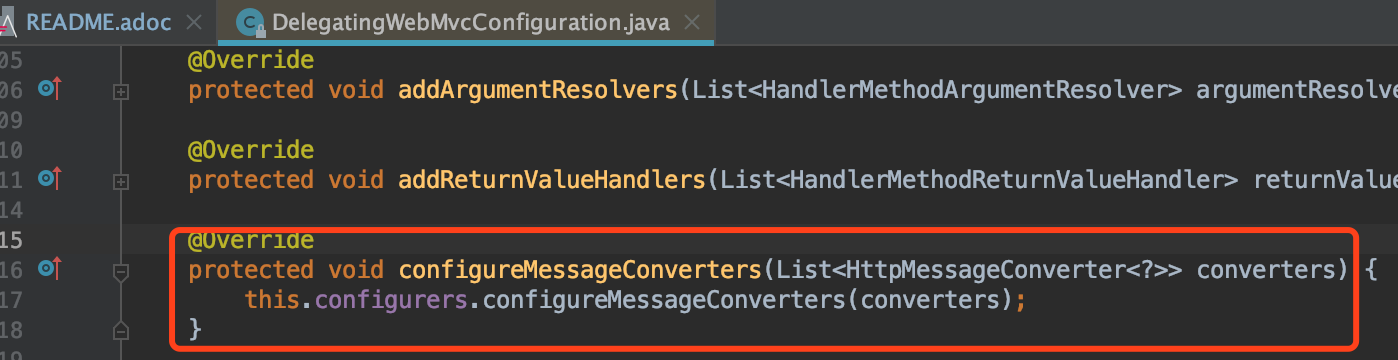 README.adoc
DelegatingWebMvcConfiguration.java
05 @Override
06 protected void addArgumentResolvers(List<HandlerMethodArgumentResolver> argumentResolve
09
10 @Override
11 protected void addReturnValueHandlers(List<HandlerMethodReturnValueHandler> returnValue
14
15 @Override
16 protected void configureMessageConverters(List<HttpMessageConverter<?>> converters) {
17 this.configurers.configureMessageConverters(converters);
18 }